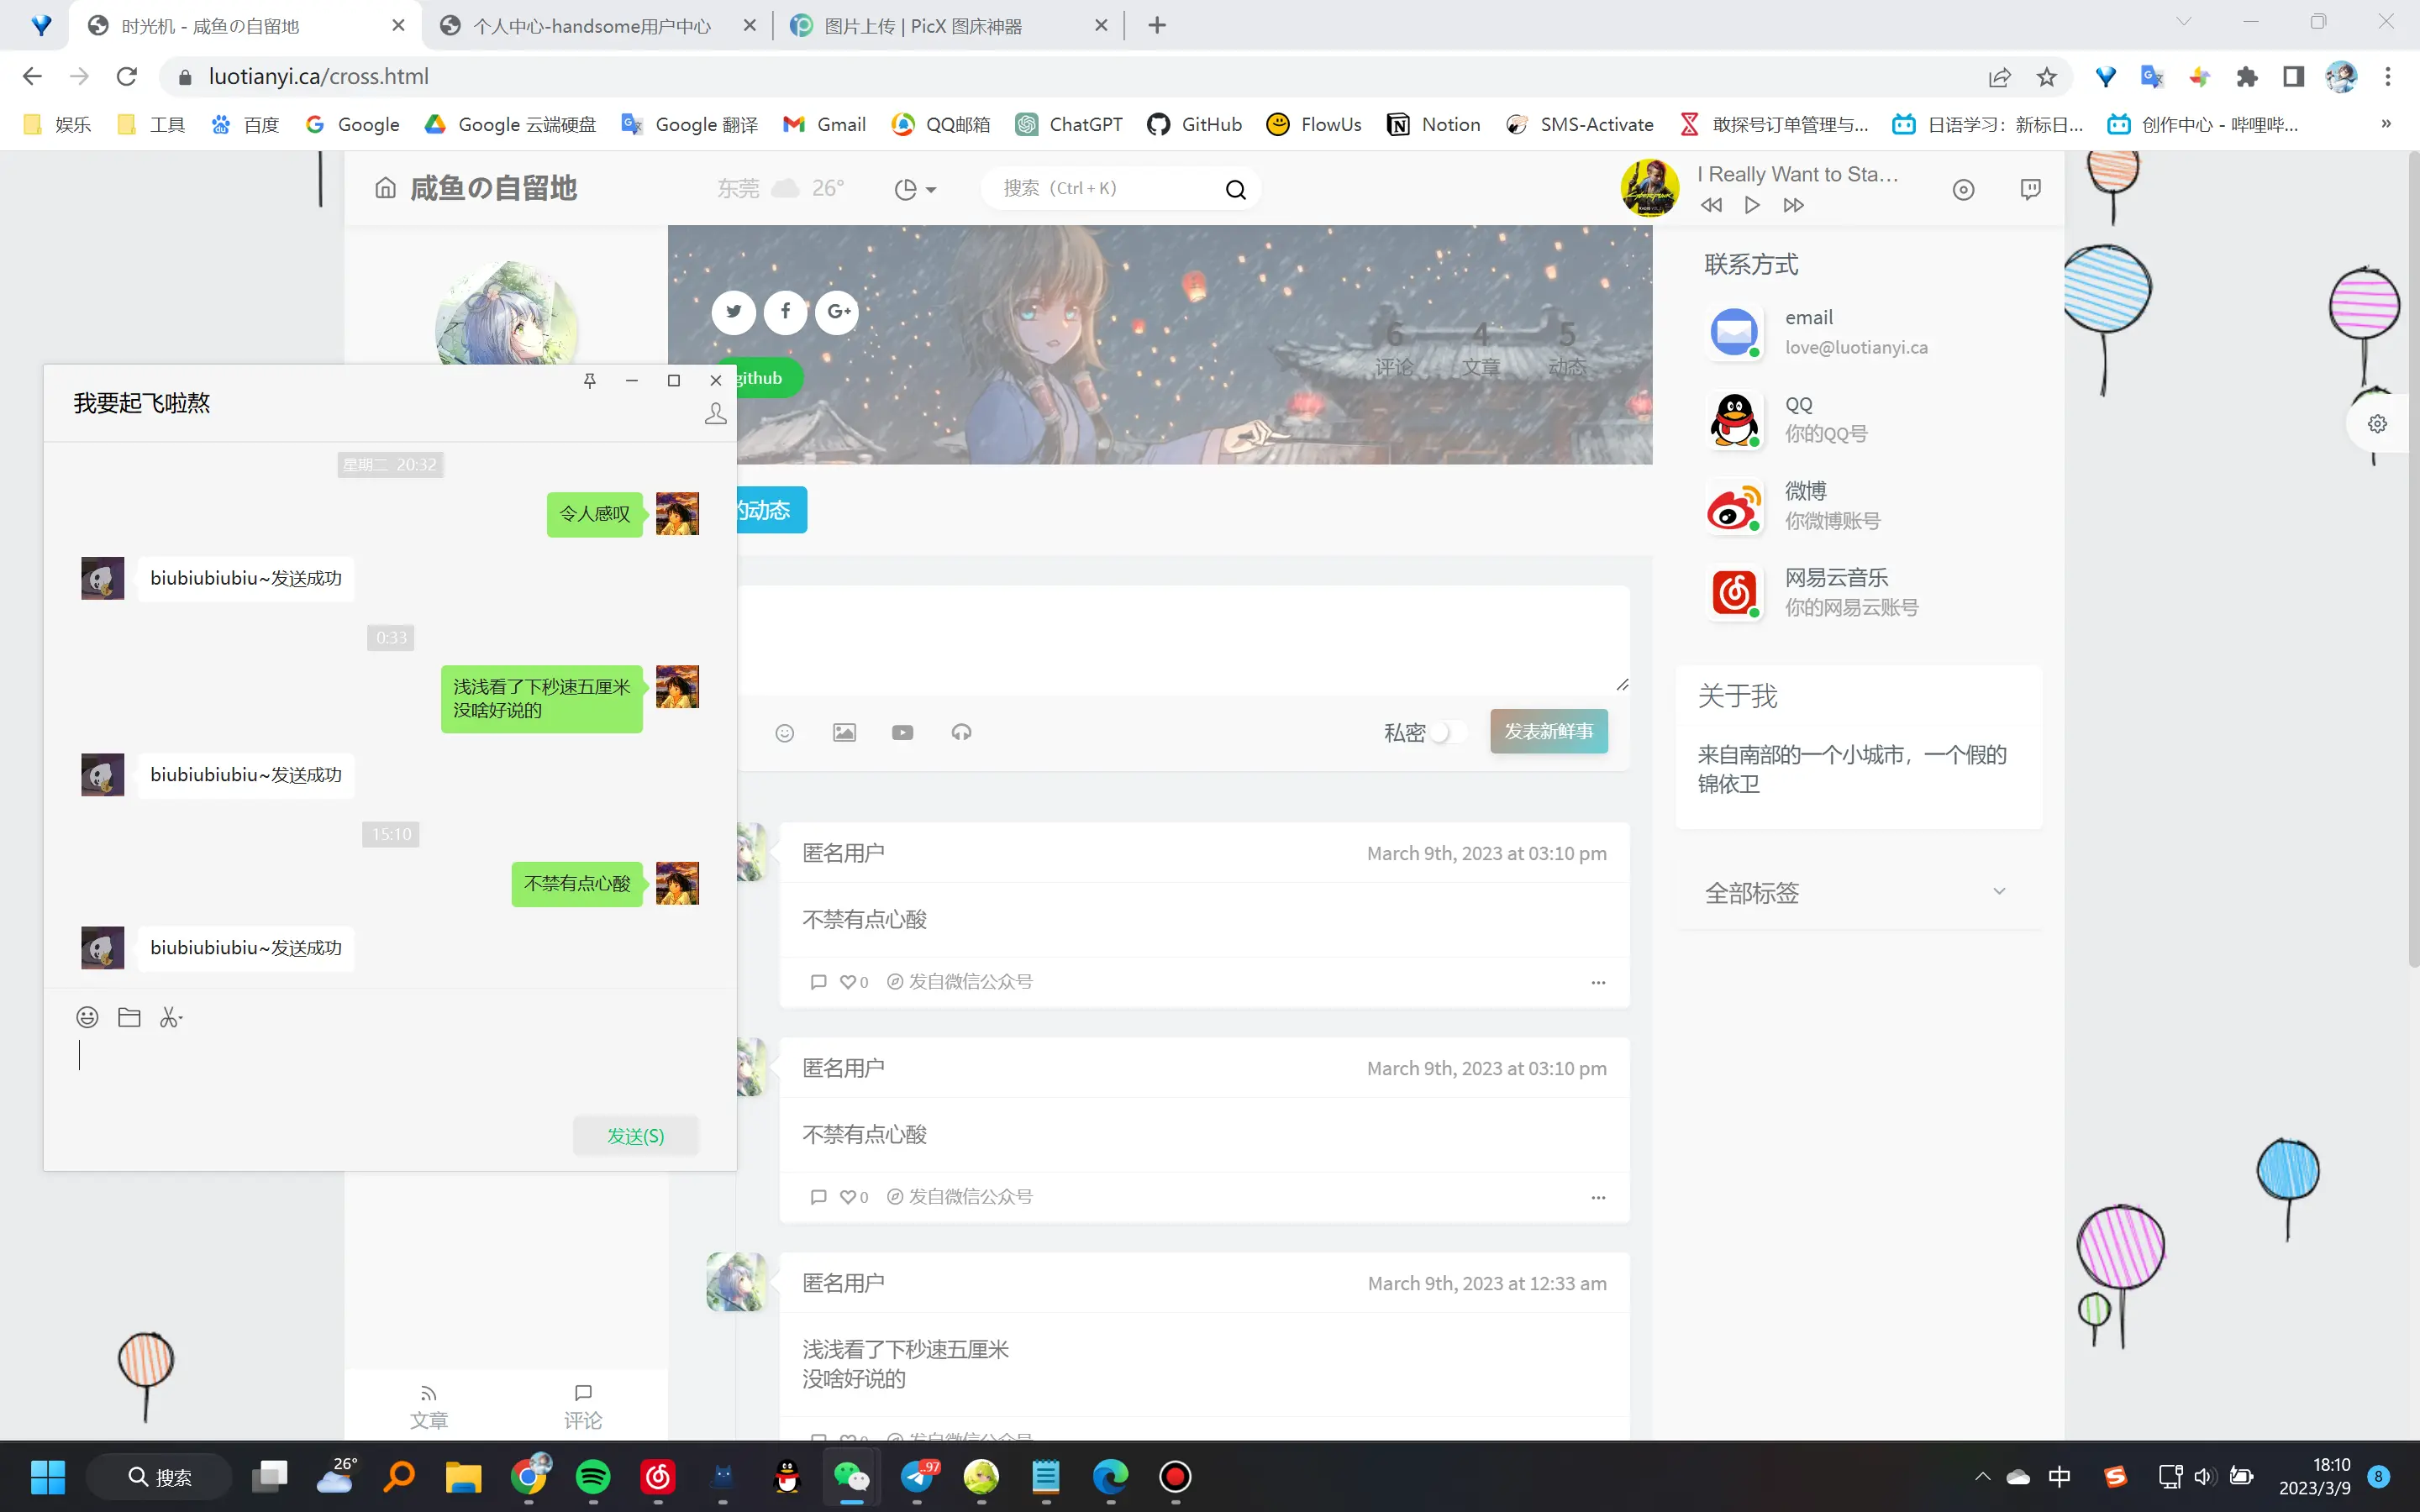 时光机 - 咸鱼の自留地
个人中心-handsome用户中心
图片上传 | PicX 图床神器
luotianyi.ca/cross.html
娱乐
工具
百度
Google
Google 云端硬盘
Google 翻译
Gmail
QQ邮箱
ChatGPT
GitHub
FlowUs
Notion
SMS-Activate
敢探号订单管理与...
日语学习：新标日...
创作中心 - 哔哩哔...
»
咸鱼の自留地
东莞
26°
搜索（Ctrl + K）
I Really Want to Sta...
6
评论
4
文章
5
动态
github
的动态
私密
发表新鲜事
匿名用户
March 9th, 2023 at 03:10 pm
不禁有点心酸
0
发自微信公众号
匿名用户
March 9th, 2023 at 03:10 pm
不禁有点心酸
0
发自微信公众号
匿名用户
March 9th, 2023 at 12:33 am
浅浅看了下秒速五厘米
没啥好说的
发自微信公众号
联系方式
email
love@luotianyi.ca
QQ
你的QQ号
微博
你微博账号
网易云音乐
你的网易云账号
关于我
来自南部的一个小城市，一个假的
锦依卫
全部标签
我要起飞啦熬
星期二 20:32
令人感叹
biubiubiubiu~发送成功
0:33
浅浅看了下秒速五厘米
没啥好说的
biubiubiubiu~发送成功
15:10
不禁有点心酸
biubiubiubiu~发送成功
发送(S)
文章
评论
搜索
26°
97
中
18:10
2023/3/9
8